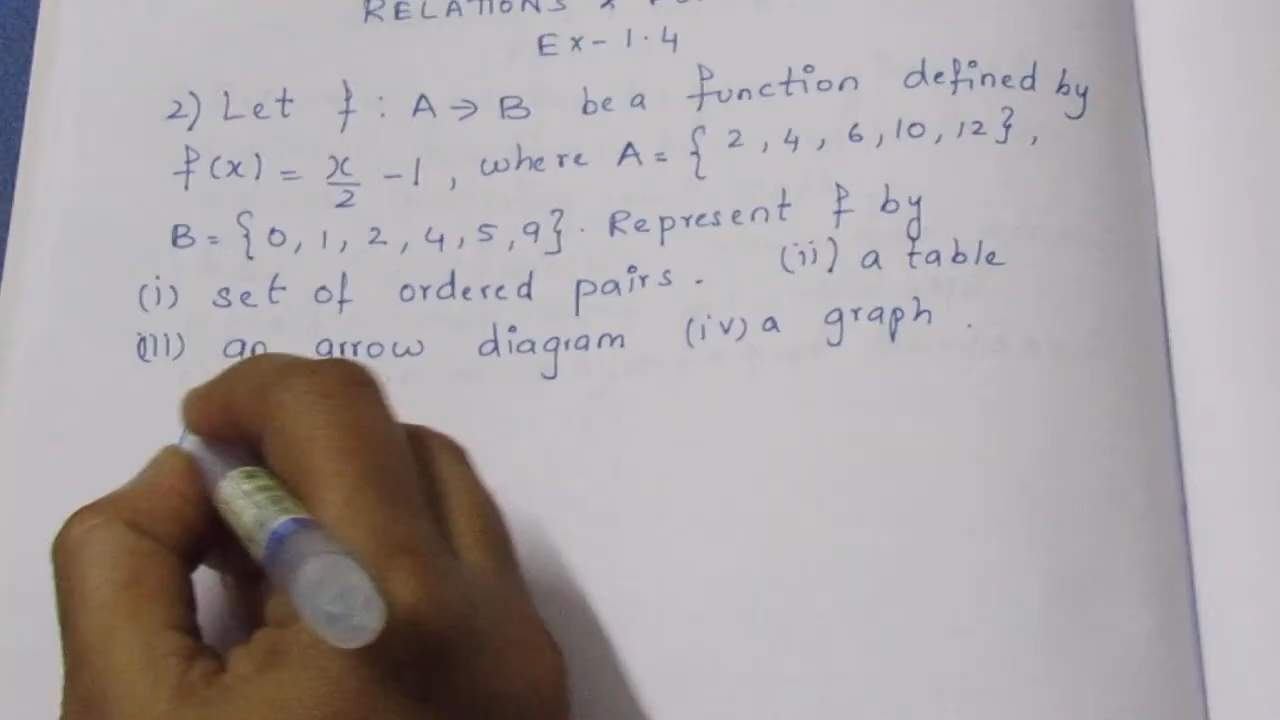 RELATIONS
Ex-1.4
2) Let f : A → B be a function defined by
f(x) = x/2 - 1, where A = {2, 4, 6, 10, 12},
B = {0, 1, 2, 4, 5, 9}. Represent f by
(i) set of ordered pairs. (ii) a table
(iii) an arrow diagram (iv) a graph.